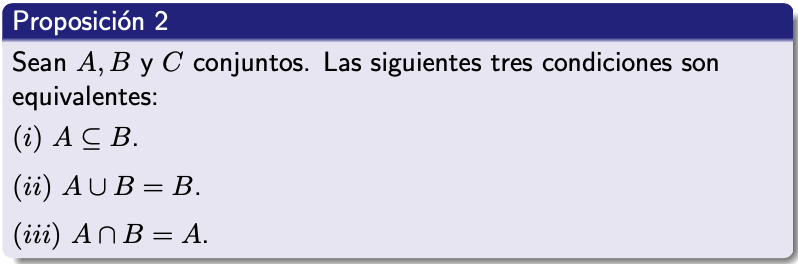 Proposición 2
Sean A, B y C conjuntos. Las siguientes tres condiciones son
equivalentes:
(i) A ⊆ B.
(ii) A ∪ B = B.
(iii) A ∩ B = A.